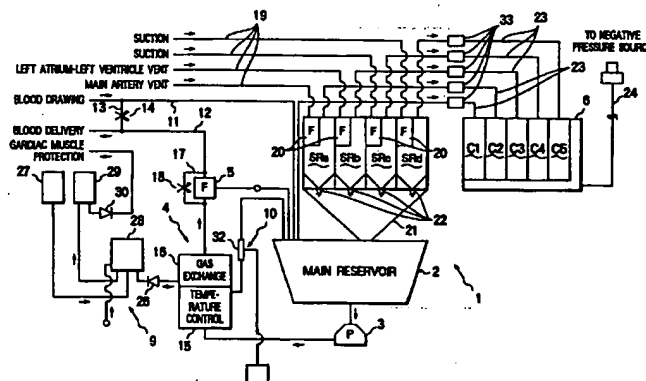 19
33
23
SUCTION
SUCTION
LEFT ATRIUM-LEFT VENTRICLE VENT
MAIN ARTERY VENT
TO NEGATIVE
PRESSURE SOURCE
23
24
BLOOD DRAWING
13
14
11
12
6
BLOOD DELIVERY
GARDIAC MUSCLE
PROTECTION
F F F F
20
20
SRa SRb SRc SRd
C1 C2 C3 C4 C5
27
29
17
18
F
5
30
22
4
21
28
32
10
16
GAS
EXCHANGE
MAIN RESERVOIR
2
1
26
TEMPE-
RATURE
CONTROL
9
15
P
3